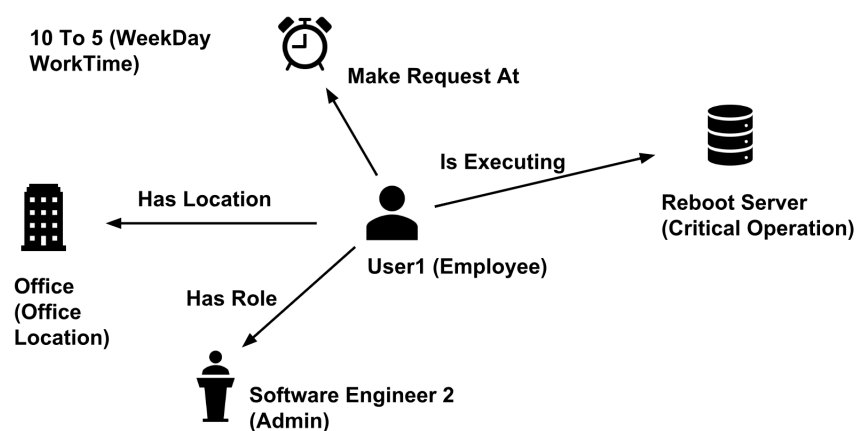 10 To 5 (WeekDay
WorkTime)
Make Request At
Is Executing
Has Location
Reboot Server
(Critical Operation)
User1 (Employee)
Office
(Office
Location)
Has Role
Software Engineer 2
(Admin)